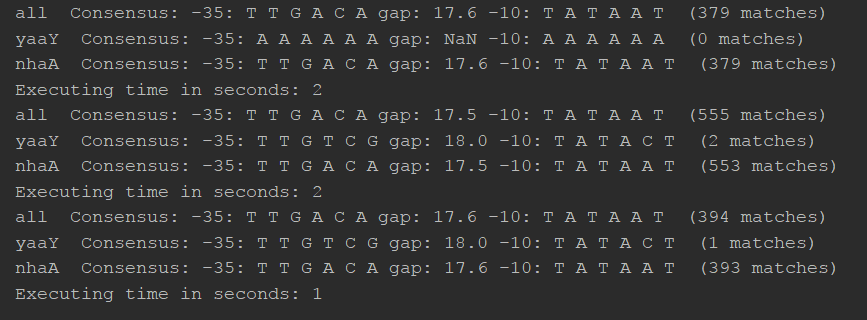 all  Consensus: -35: T T G A C A gap: 17.6 -10: T A T A A T  (379 matches)
yaaY  Consensus: -35: A A A A A A gap: NaN -10: A A A A A A  (0 matches)
nhaA  Consensus: -35: T T G A C A gap: 17.6 -10: T A T A A T  (379 matches)
Executing time in seconds: 2
all  Consensus: -35: T T G A C A gap: 17.5 -10: T A T A A T  (555 matches)
yaaY  Consensus: -35: T T G T C G gap: 18.0 -10: T A T A C T  (2 matches)
nhaA  Consensus: -35: T T G A C A gap: 17.5 -10: T A T A A T  (553 matches)
Executing time in seconds: 2
all  Consensus: -35: T T G A C A gap: 17.6 -10: T A T A A T  (394 matches)
yaaY  Consensus: -35: T T G T C G gap: 18.0 -10: T A T A C T  (1 matches)
nhaA  Consensus: -35: T T G A C A gap: 17.6 -10: T A T A A T  (393 matches)
Executing time in seconds: 1